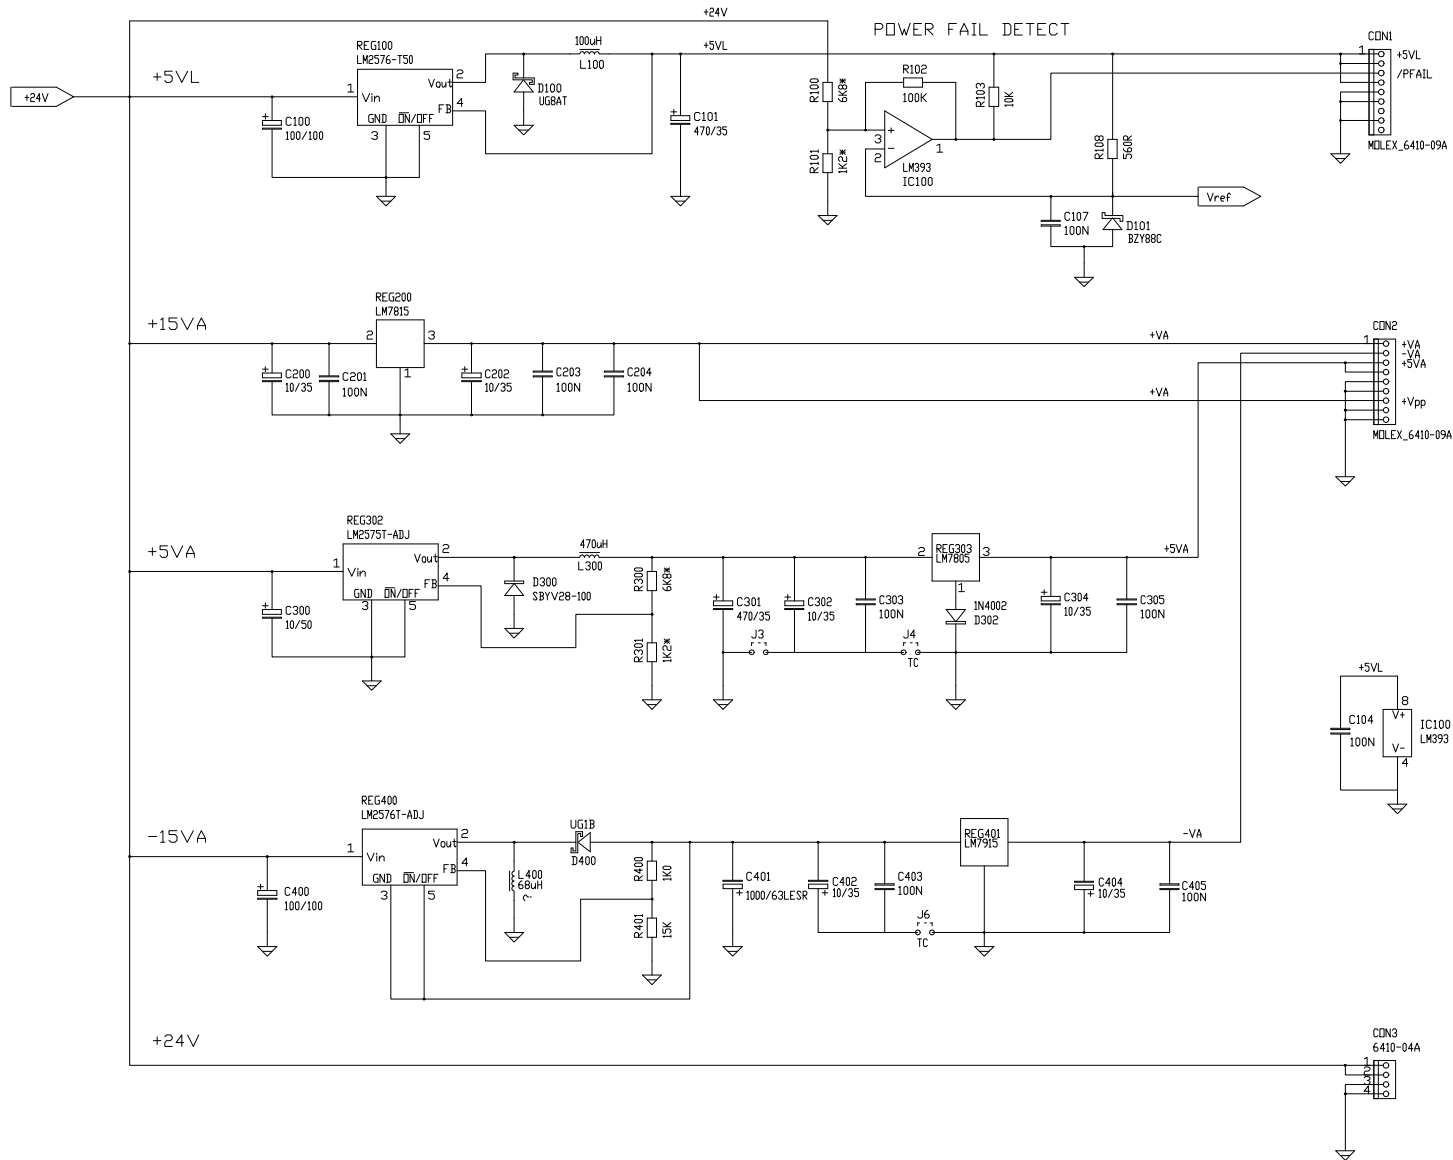 +24V
POWER FAIL DETECT
CON1
REG100
LM2576-T50
100uH
L100
+5VL
+5VL
1
+5VL
/PFAIL
+24V
1
Vin
Vout
2
FB
4
GND
ON/OFF
3
5
D100
UG8AT
+
C100
100/100
+
C101
470/35
R100
6K8*
R101
1K2*
R102
100K
R103
10K
+
3
-
2
1
LM393
IC100
R108
560R
MOLEX_6410-09A
Vref
C107
100N
D101
BZY88C
+15VA
REG200
LM7815
2
3
1
+VA
CON2
1
+VA
-VA
+5VA
+
C200
10/35
C201
100N
+
C202
10/35
C203
100N
C204
100N
+VA
+Vpp
MOLEX_6410-09A
+5VA
REG302
LM2575T-ADJ
1
Vin
Vout
2
FB
4
GND
ON/OFF
3
5
470uH
L300
2
REG303
LM7805
3
1
+5VA
+
C300
10/50
D300
SBYV28-100
R300
6K8*
R301
1K2*
+
C301
470/35
+
C302
10/35
C303
100N
1N4002
D302
+
C304
10/35
C305
100N
J3
J4
TC
+5VL
C104
100N
8
V+
V-
4
IC100
LM393
-15VA
REG400
LM2576T-ADJ
1
Vin
Vout
2
FB
4
GND
ON/OFF
3
5
UG1B
D400
REG401
LM7915
-VA
+
C400
100/100
L400
68uH
?
R400
1K0
R401
15K
C401
+
1000/63LESR
C402
+
10/35
C403
100N
C404
+
10/35
C405
100N
J6
TC
+24V
CON3
6410-04A
1
2
3
4